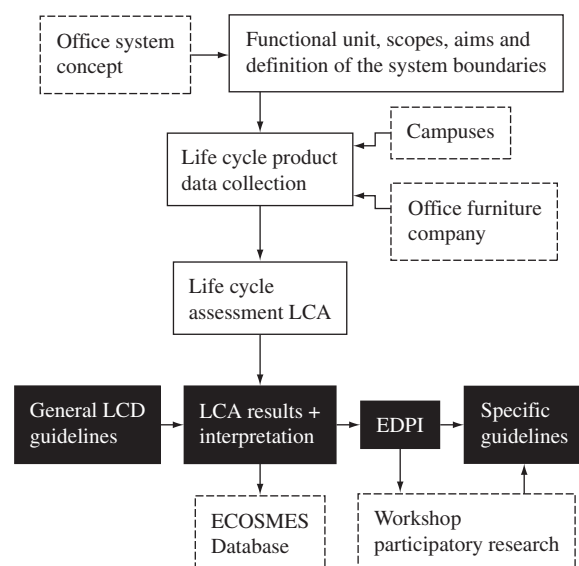 Office system
concept
Functional unit, scopes, aims and
definition of the system boundaries
Campuses
Life cycle product
data collection
Office furniture
company
Life cycle
assessment LCA
General LCD
guidelines
LCA results +
interpretation
EDPI
Specific
guidelines
ECOSMES
Database
Workshop
participatory research